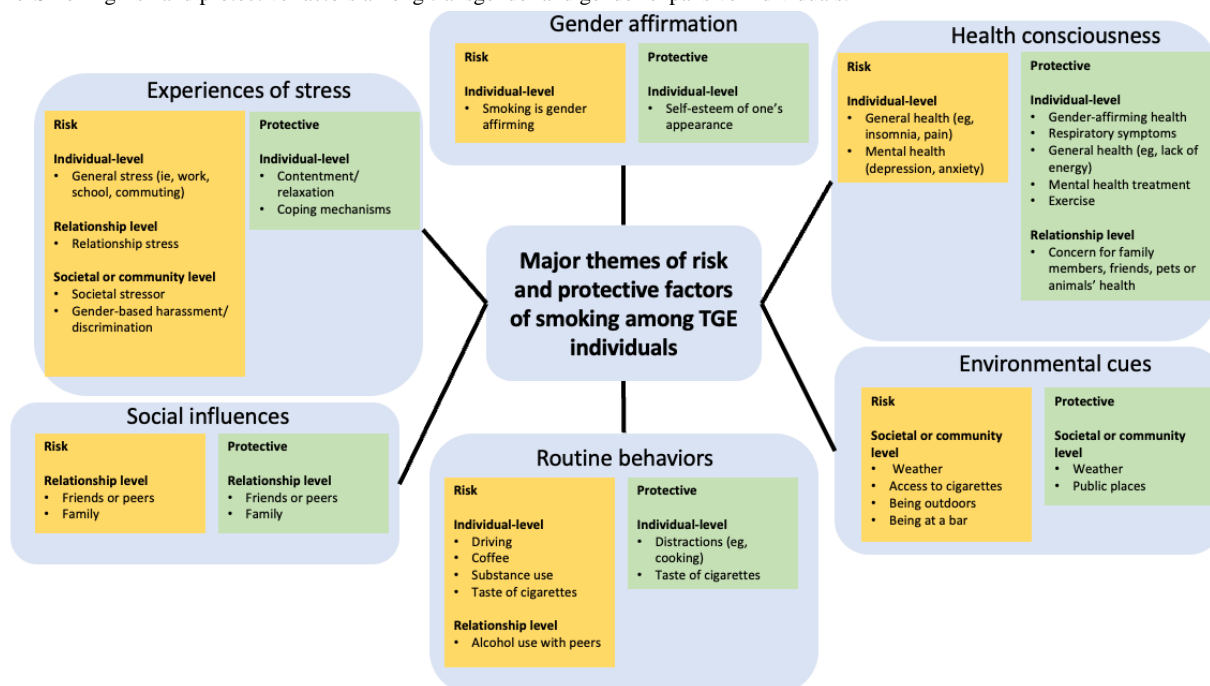 Gender affirmation
Risk
Individual-level
• Smoking is gender
affirming
Protective
Individual-level
• Self-esteem of one's
appearance
Health consciousness
Risk
Individual-level
• General health (eg,
insomnia, pain)
• Mental health
(depression, anxiety)
Protective
Individual-level
• Gender-affirming health
• Respiratory symptoms
• General health (eg, lack of
energy)
• Mental health treatment
• Exercise
Relationship level
• Concern for family
members, friends, pets or
animals' health
Experiences of stress
Risk
Individual-level
• General stress (ie, work,
school, commuting)
Relationship level
• Relationship stress
Societal or community level
• Societal stressor
• Gender-based harassment/
discrimination
Protective
Individual-level
• Contentment/
relaxation
• Coping mechanisms
Major themes of risk
and protective factors
of smoking among TGE
individuals
Social influences
Risk
Relationship level
• Friends or peers
• Family
Protective
Relationship level
• Friends or peers
• Family
Routine behaviors
Risk
Individual-level
• Driving
• Coffee
• Substance use
• Taste of cigarettes
Relationship level
• Alcohol use with peers
Protective
Individual-level
• Distractions (eg,
cooking)
• Taste of cigarettes
Environmental cues
Risk
Societal or community
level
• Weather
• Access to cigarettes
• Being outdoors
• Being at a bar
Protective
Societal or community
level
• Weather
• Public places